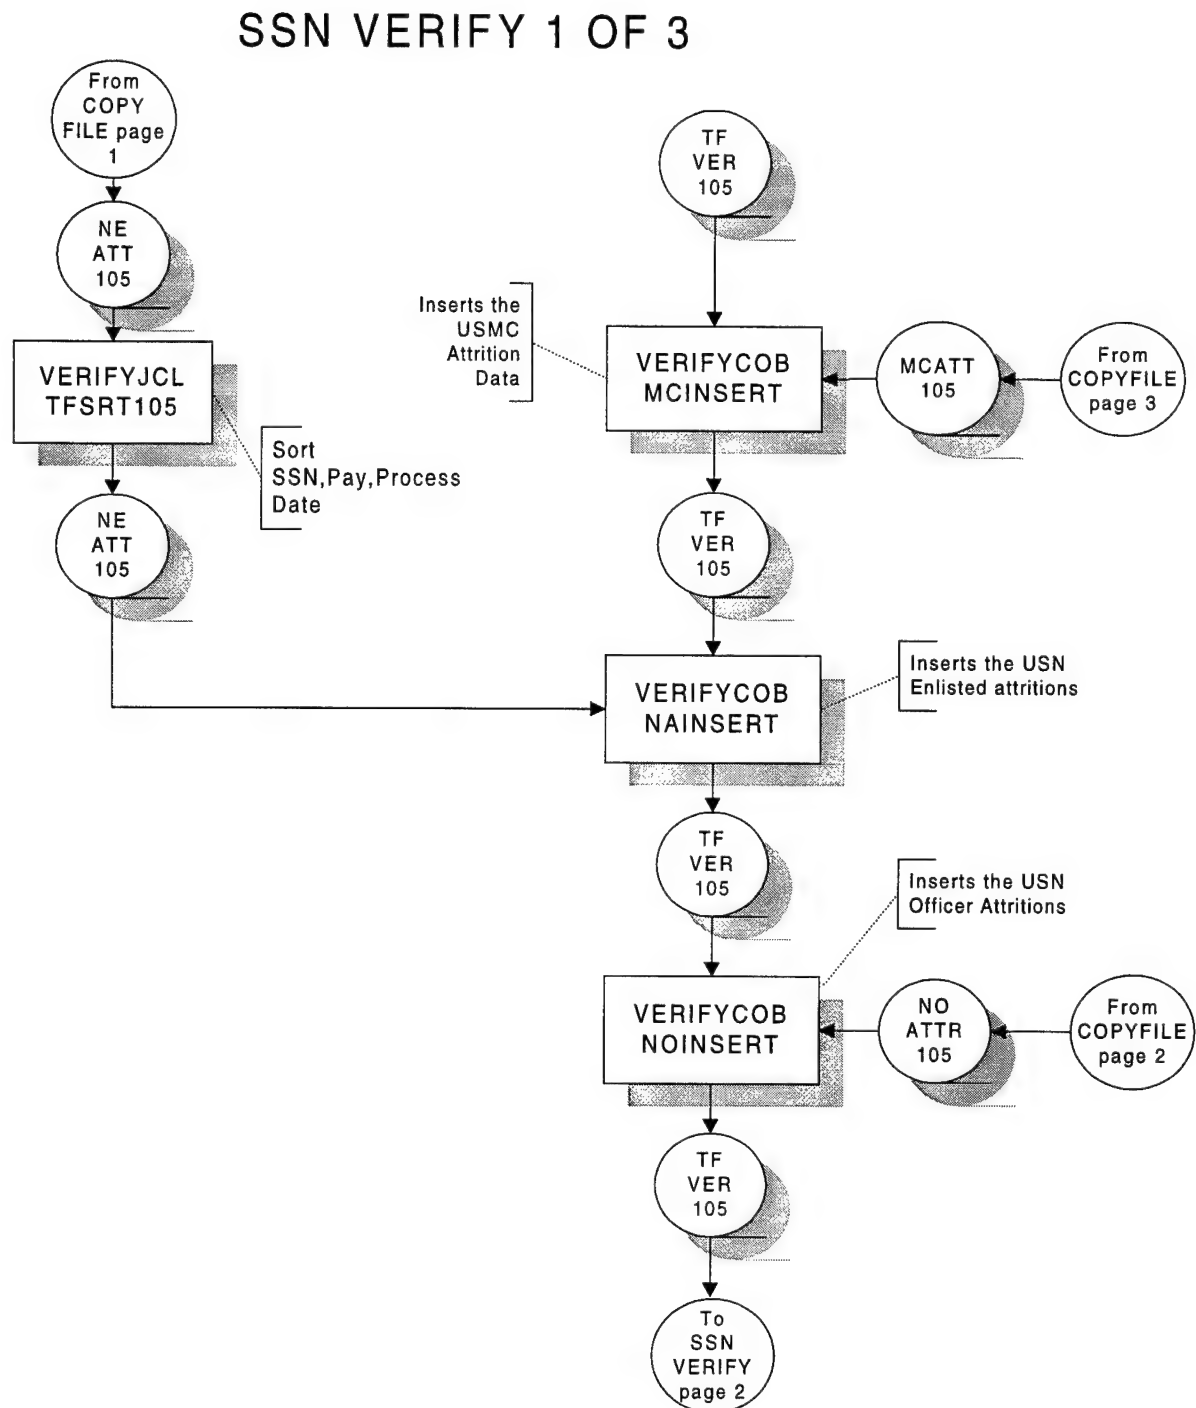 SSN VERIFY 1 OF 3
From
COPY
FILE page
1
NE
ATT
105
VERIFYJCL
TFSRT105
Sort
SSN,Pay,Process
Date
NE
ATT
105
TF
VER
105
Inserts the
USMC
Attrition
Data
VERIFYCOB
MCINSERT
MCATT
105
From
COPYFILE
page 3
TF
VER
105
VERIFYCOB
NAINSERT
Inserts the USN
Enlisted attritions
TF
VER
105
Inserts the USN
Officer Attritions
VERIFYCOB
NOINSERT
NO
ATTR
105
From
COPYFILE
page 2
TF
VER
105
To
SSN
VERIFY
page 2